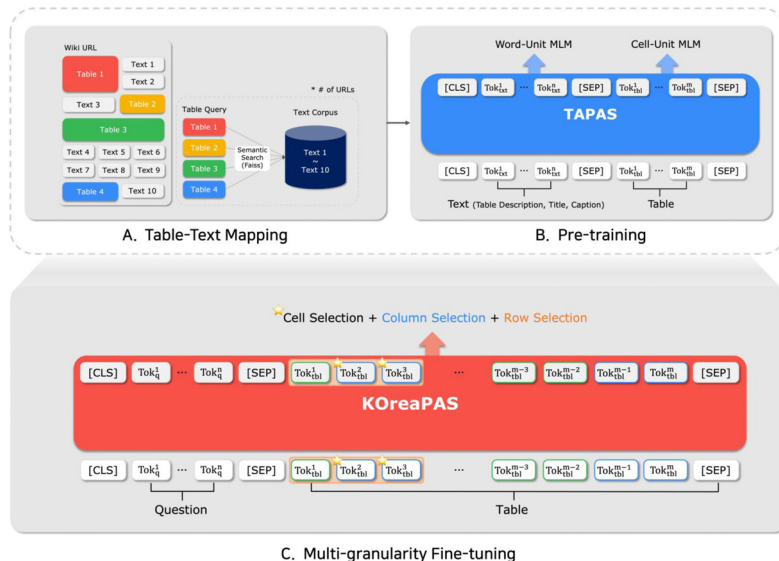 Wiki URL
Table 1
Text 1
Text 2
Text 3
Table 2
Table 3
Text 4 Text 5 Text 6
Text 7 Text 8 Text 9
Table 4
Text 10
* # of URLs
Table Query
Text Corpus
Table 1
Table 2
Table 3
Table 4
Semantic
Search
(Faiss)
Text 1
~
Text 10
A. Table-Text Mapping
Word-Unit MLM
Cell-Unit MLM
[CLS] Tok¹txt ··· Tokⁿtxt [SEP] Tok¹tbl ··· Tokᵐtbl [SEP]
TAPAS
[CLS] Tok¹txt ··· Tokⁿtxt [SEP] Tok¹tbl ··· Tokᵐtbl [SEP]
Text (Table Description, Title, Caption)
Table
B. Pre-training
Cell Selection + Column Selection + Row Selection
[CLS] Tok¹q ··· Tokⁿq [SEP] Tok¹tbl Tok²tbl Tok³tbl ··· Tokᵐ⁻³tbl Tokᵐ⁻²tbl Tokᵐ⁻¹tbl Tokᵐtbl [SEP]
KOreaPAS
[CLS] Tok¹q ··· Tokⁿq [SEP] Tok¹tbl Tok²tbl Tok³tbl ··· Tokᵐ⁻³tbl Tokᵐ⁻²tbl Tokᵐ⁻¹tbl Tokᵐtbl [SEP]
Question
Table
C. Multi-granularity Fine-tuning